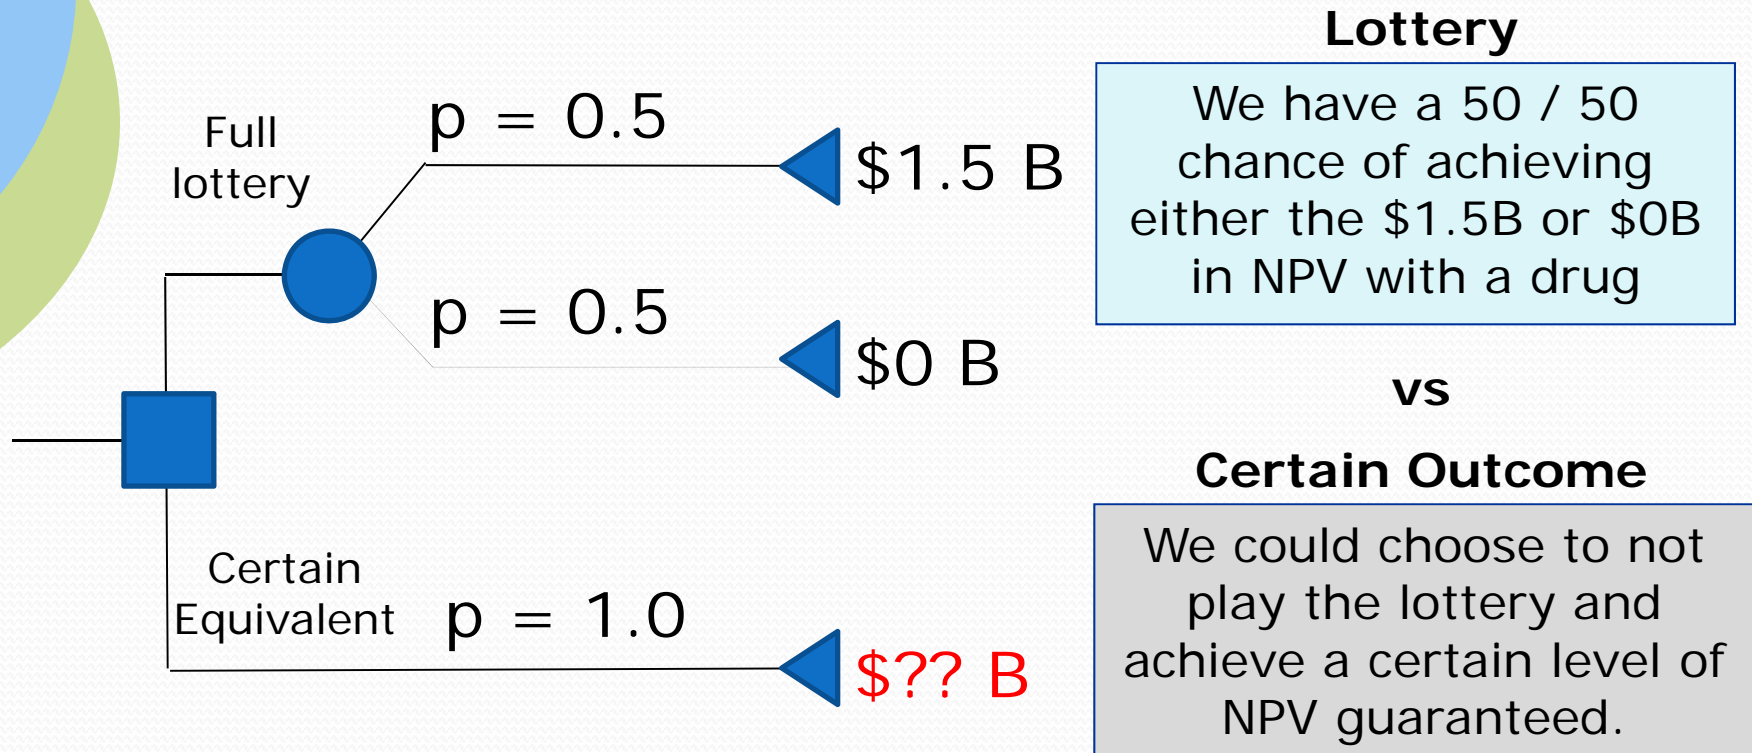 Full
lottery
p = 0.5
$1.5 B
p = 0.5
$0 B
Certain
Equivalent
p = 1.0
$?? B
Lottery
We have a 50 / 50
chance of achieving
either the $1.5B or $0B
in NPV with a drug
vs
Certain Outcome
We could choose to not
play the lottery and
achieve a certain level of
NPV guaranteed.